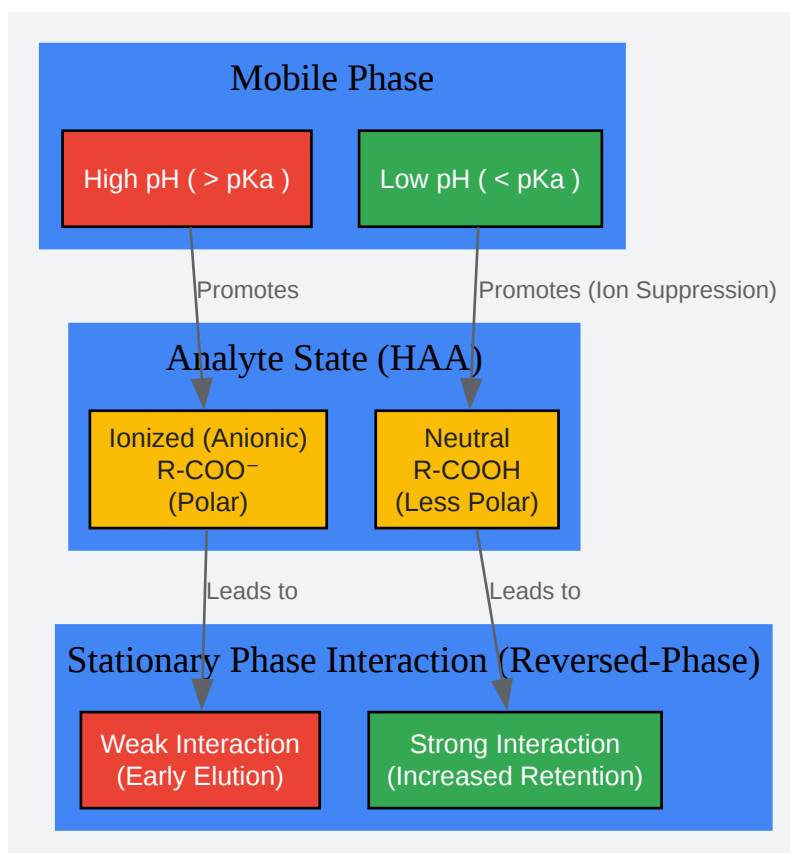 Mobile Phase
High pH ( > pKa )
Low pH ( < pKa )
Promotes
Promotes (Ion Suppression)
Analyte State (HAA)
Ionized (Anionic)
R-COO⁻
(Polar)
Neutral
R-COOH
(Less Polar)
Leads to
Leads to
Stationary Phase Interaction (Reversed-Phase)
Weak Interaction
(Early Elution)
Strong Interaction
(Increased Retention)